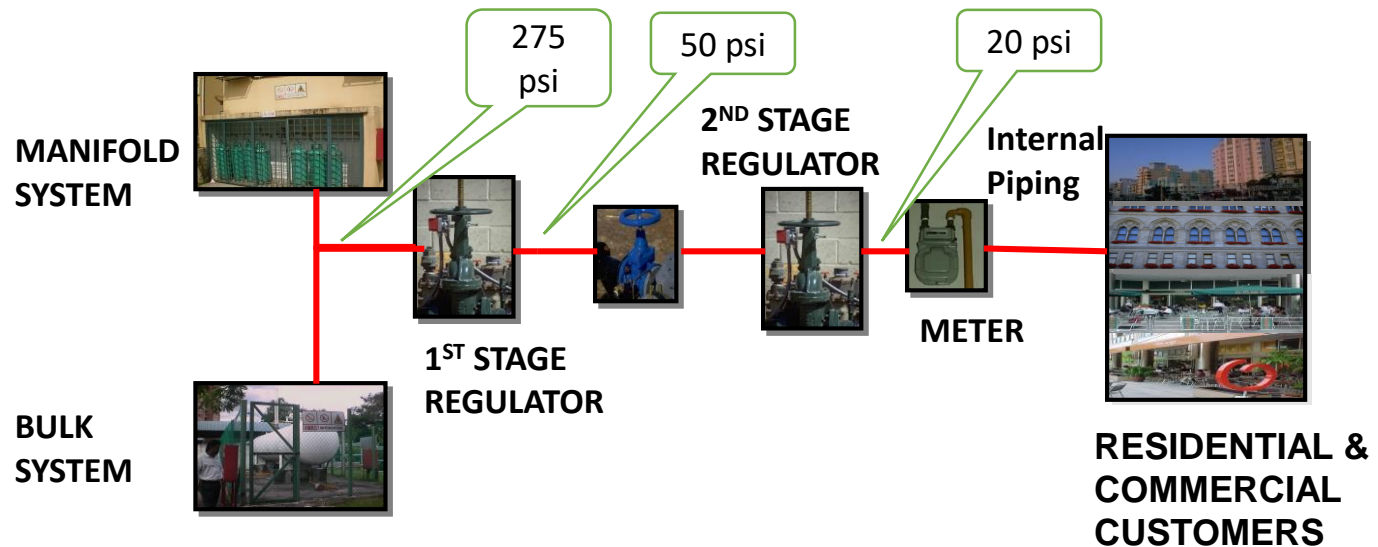 275
psi
50 psi
20 psi
MANIFOLD
SYSTEM
2ND STAGE
REGULATOR
Internal
Piping
1ST STAGE
REGULATOR
METER
BULK
SYSTEM
RESIDENTIAL &
COMMERCIAL
CUSTOMERS